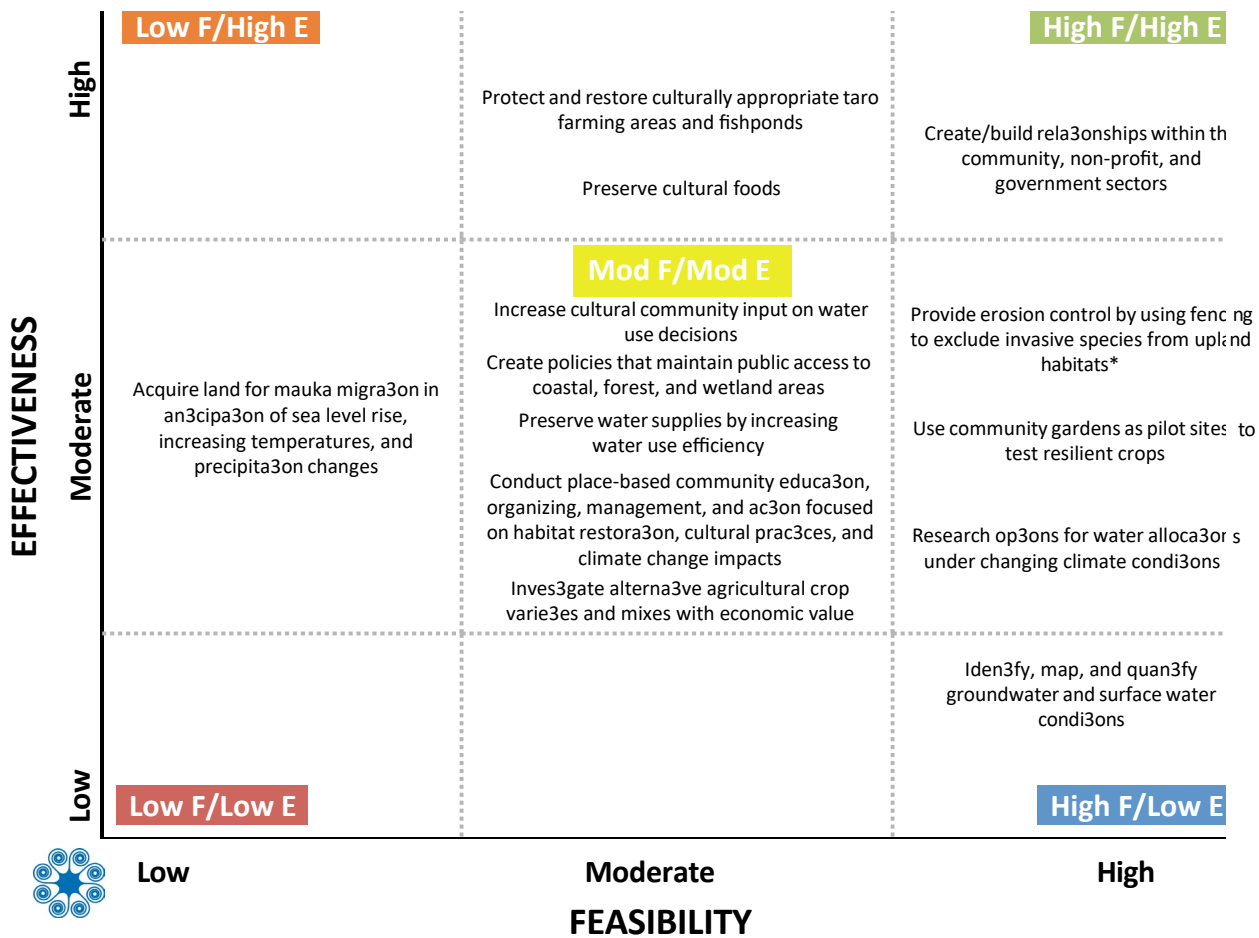 Low F/High E
High F/High E
High
Protect and restore culturally appropriate taro
farming areas and fishponds
Preserve cultural foods
Create/build rela3onships within th
community, non-profit, and
government sectors
EFFECTIVENESS
Moderate
Mod F/Mod E
Acquire land for mauka migra3on in
an3cipa3on of sea level rise,
increasing temperatures, and
precipita3on changes
Increase cultural community input on water
use decisions
Create policies that maintain public access to
coastal, forest, and wetland areas
Preserve water supplies by increasing
water use efficiency
Conduct place-based community educa3on,
organizing, management, and ac3on focused
on habitat restora3on, cultural prac3ces, and
climate change impacts
Inves3gate alterna3ve agricultural crop
varie3es and mixes with economic value
Provide erosion control by using fencing
to exclude invasive species from upland
habitats*
Use community gardens as pilot sites to
test resilient crops
Research op3ons for water alloca3ons
under changing climate condi3ons
Iden3fy, map, and quan3fy
groundwater and surface water
condi3ons
Low
Low F/Low E
High F/Low E
Low
Moderate
High
FEASIBILITY